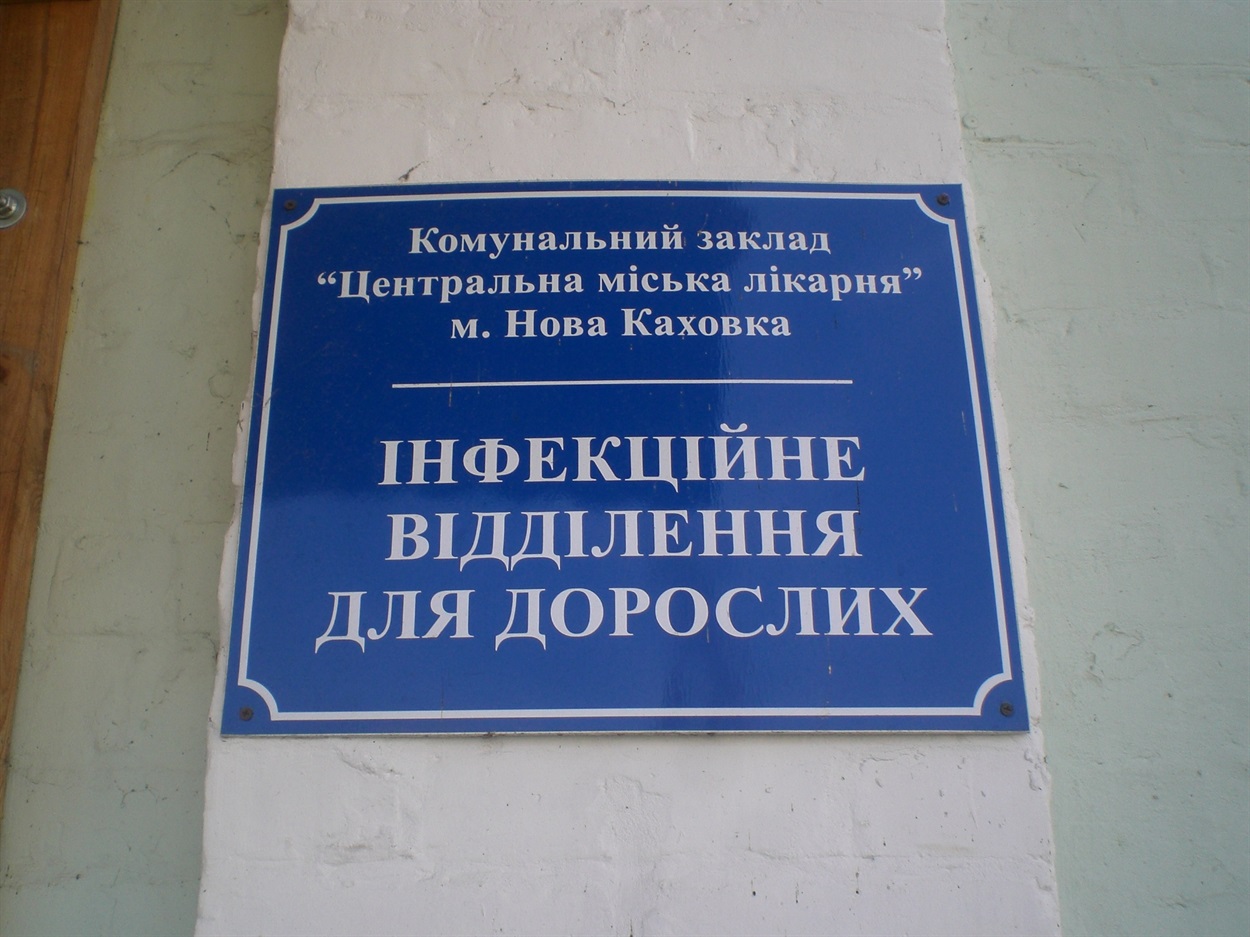 Комунальний заклад
“Центральна міська лікарня”
м. Нова Каховка
ІНФЕКЦІЙНЕ
ВІДДІЛЕННЯ
ДЛЯ ДОРОСЛИХ